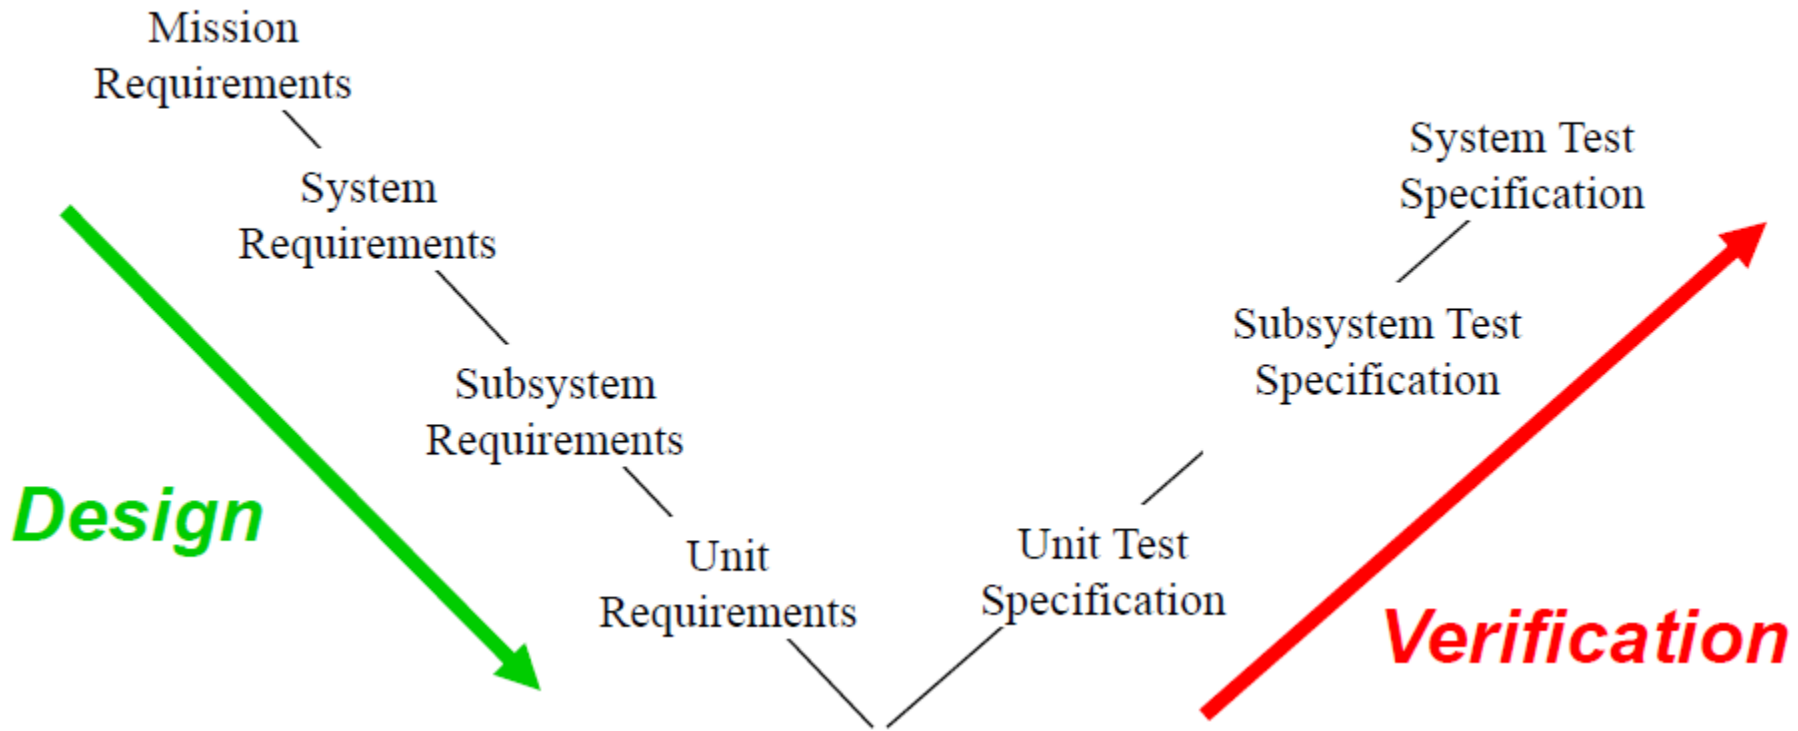 Mission
Requirements
System
Requirements
Subsystem
Requirements
Unit
Requirements
Design
System Test
Specification
Subsystem Test
Specification
Unit Test
Specification
Verification